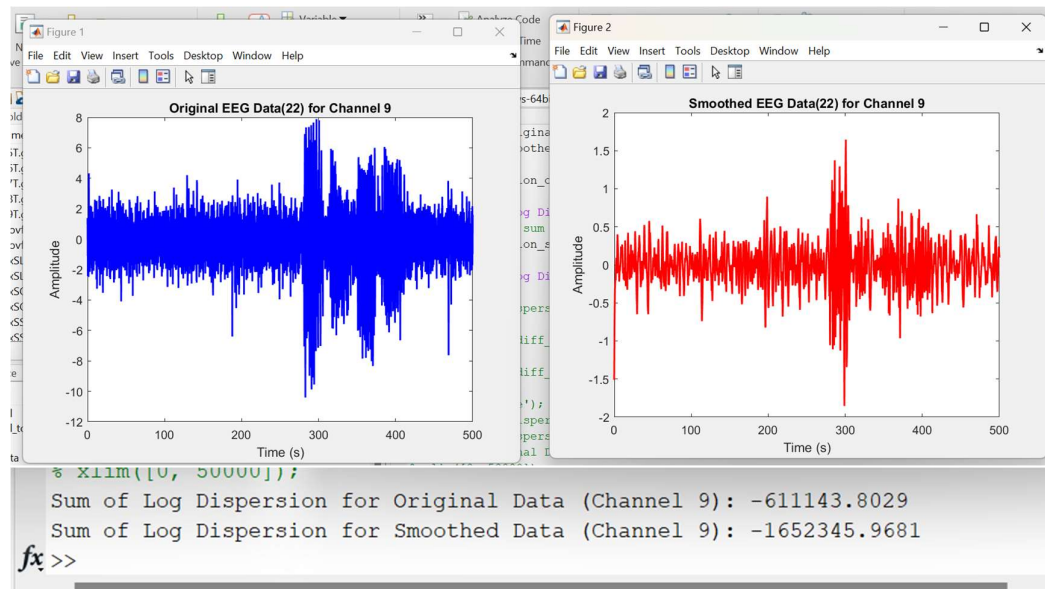 Variable
Analyze Code
Figure 1
Figure 2
Time
File Edit View Insert Tools Desktop Window Help
File Edit View Insert Tools Desktop Window Help
Original EEG Data(22) for Channel 9
8
6
4
2
0
-2
-4
-6
-8
-10
-12
Amplitude
0 100 200 300 400 500
Time (s)
Smoothed EEG Data(22) for Channel 9
2
1.5
1
0.5
0
-0.5
-1
-1.5
-2
Amplitude
0 100 200 300 400 500
Time (s)
% xlim([0, 50000]);
Sum of Log Dispersion for Original Data (Channel 9): -611143.8029
Sum of Log Dispersion for Smoothed Data (Channel 9): -1652345.9681
fx >>